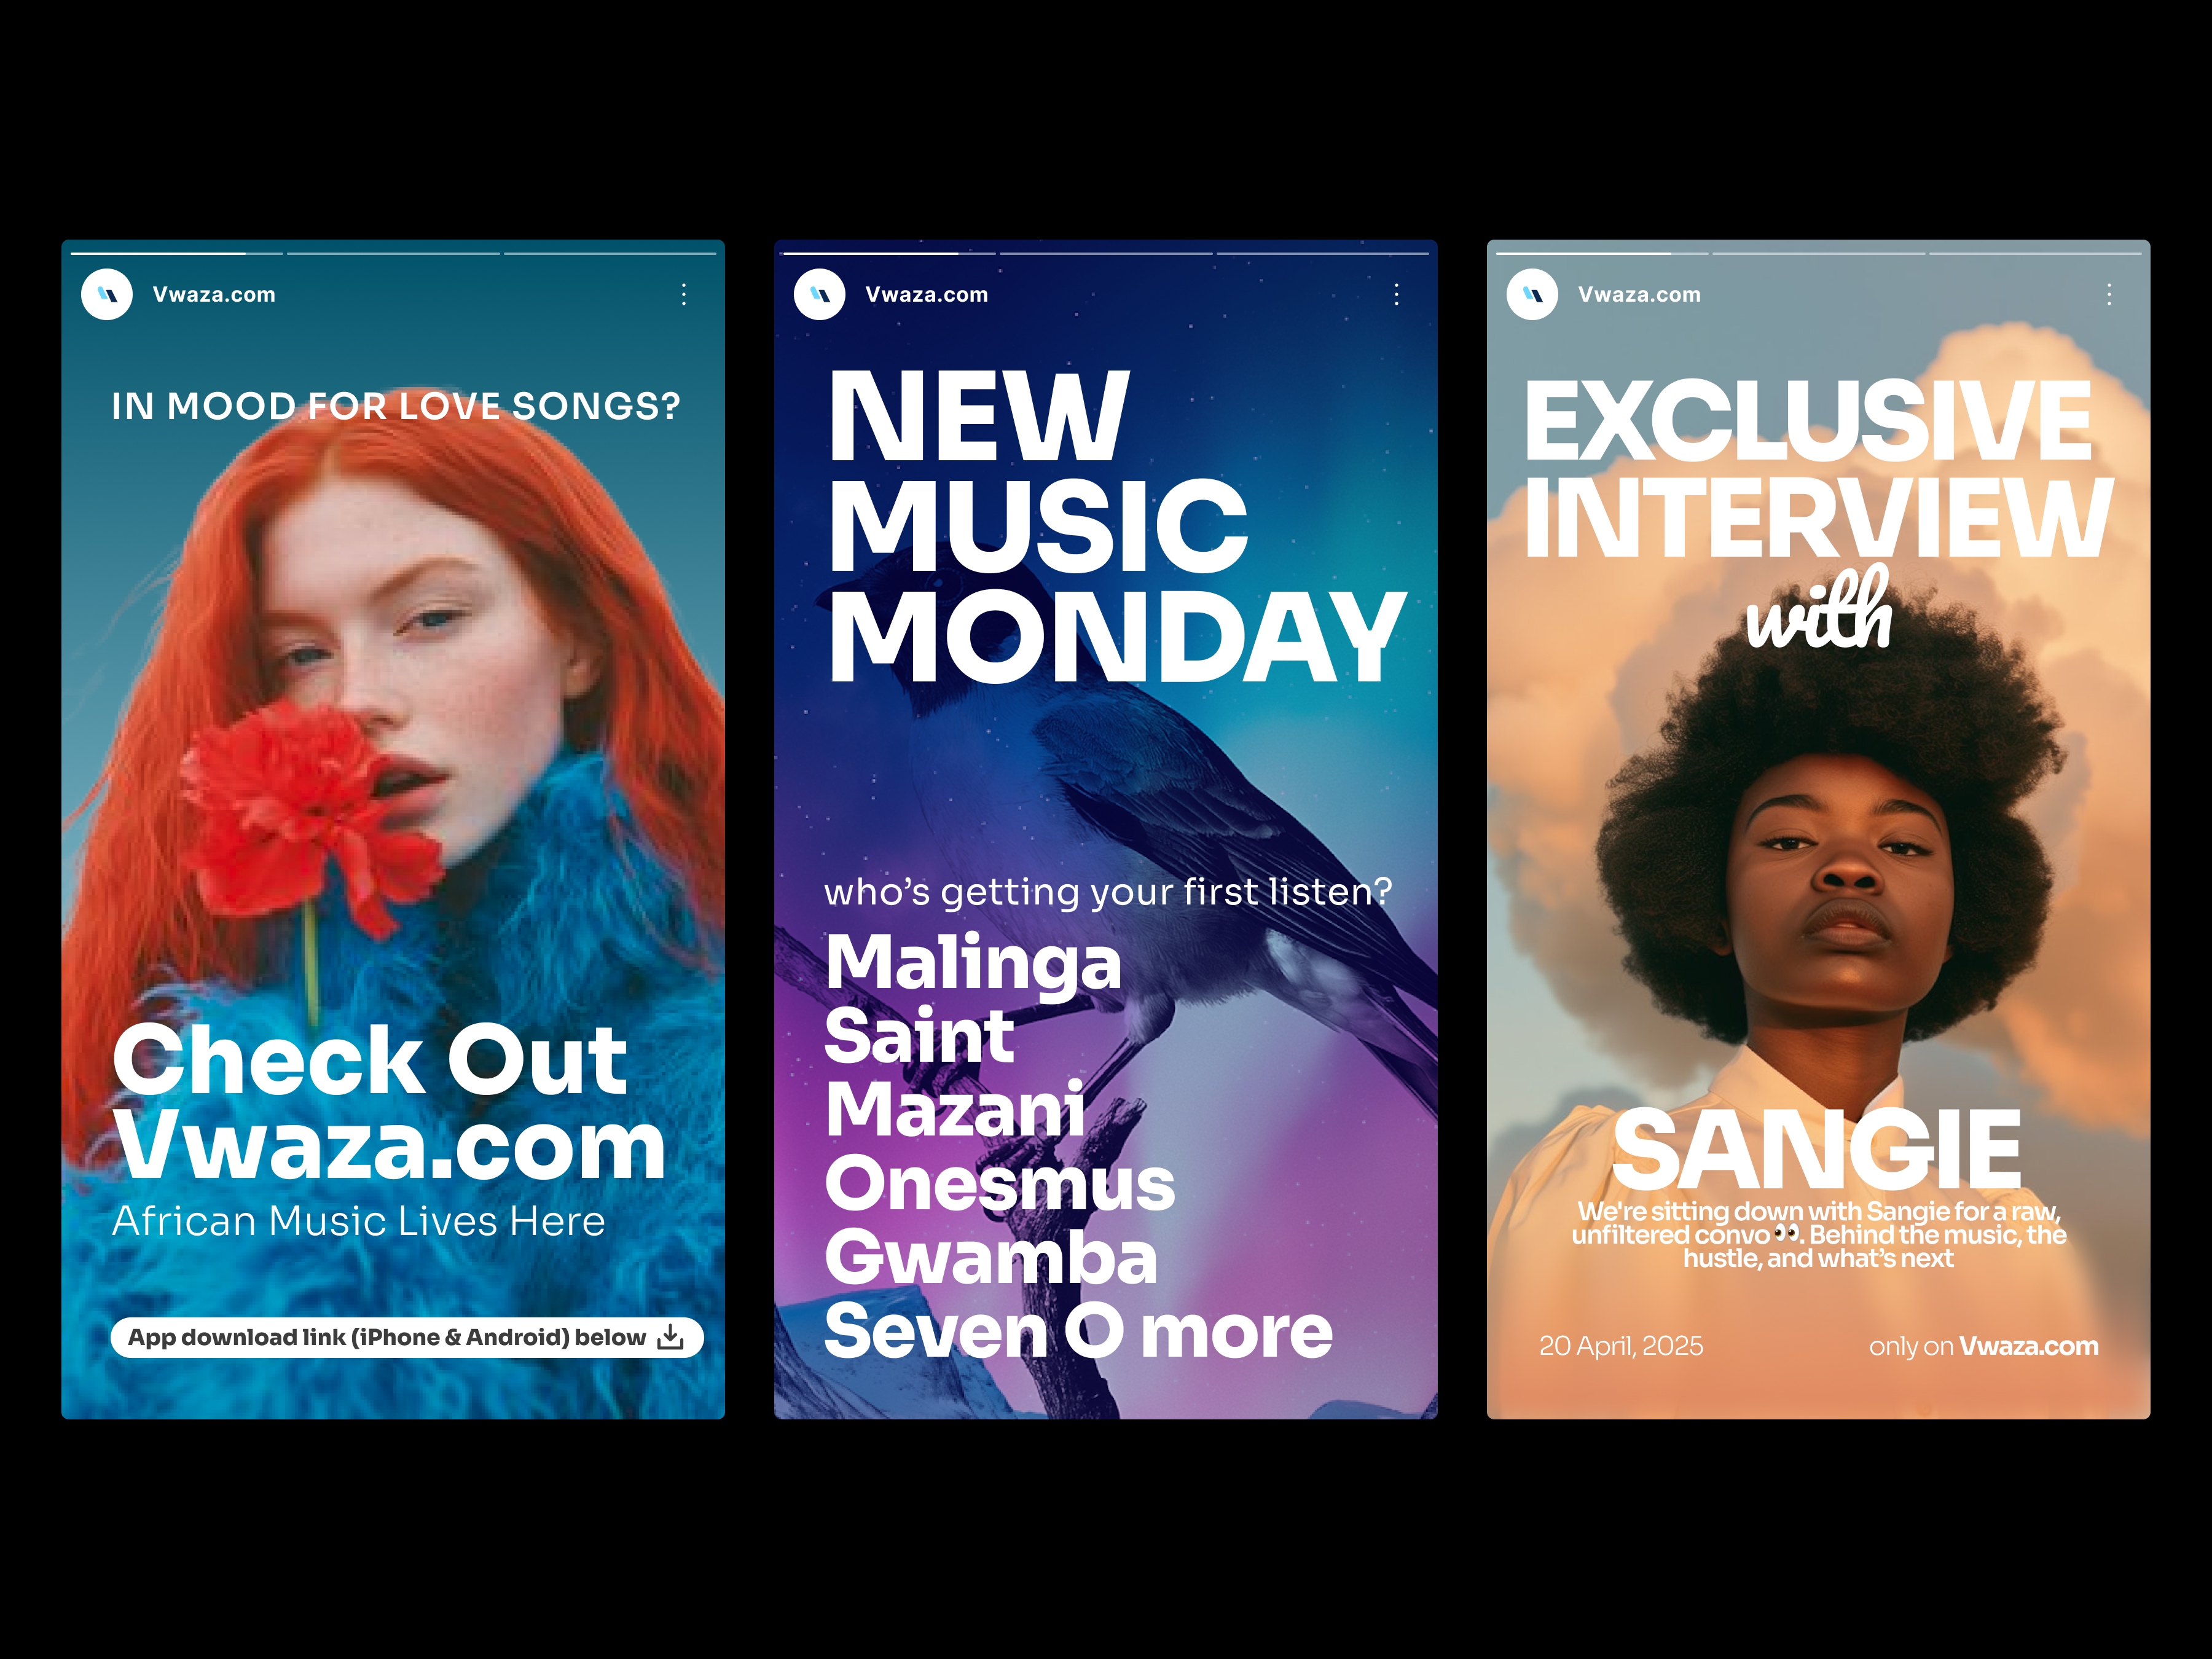 Vwaza.com
IN MOOD FOR LOVE SONGS?
Check Out
Vwaza.com
African Music Lives Here
App download link (iPhone & Android) below
Vwaza.com
NEW
MUSIC
MONDAY
who's getting your first listen?
Malinga
Saint
Mazani
Onesmus
Gwamba
Seven O more
Vwaza.com
EXCLUSIVE
INTERVIEW
with
SANGIE
We're sitting down with Sangie for a raw,
unfiltered convo 👀. Behind the music, the
hustle, and what's next
20 April, 2025
only on Vwaza.com